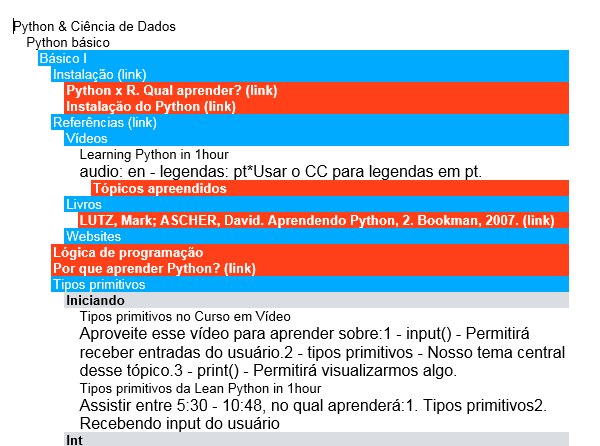 Python & Ciência de Dados
Python básico
Básico I
Instalação (link)
Python x R. Qual aprender? (link)
Instalação do Python (link)
Referências (link)
Vídeos
Learning Python in 1hour
audio: en - legendas: pt*Usar o CC para legendas em pt.
Tópicos apreendidos
Livros
LUTZ, Mark; ASCHER, David. Aprendendo Python, 2. Bookman, 2007. (link)
Websites
Lógica de programação
Por que aprender Python? (link)
Tipos primitivos
Iniciando
Tipos primitivos no Curso em Vídeo
Aproveite esse vídeo para aprender sobre:1 - input() - Permitirá
receber entradas do usuário.2 - tipos primitivos - Nosso tema central
desse tópico.3 - print() - Permitirá visualizarmos algo.
Tipos primitivos da Lean Python in 1hour
Assistir entre 5:30 - 10:48, no qual aprenderá:1. Tipos primitivos2.
Recebendo input do usuário
Int